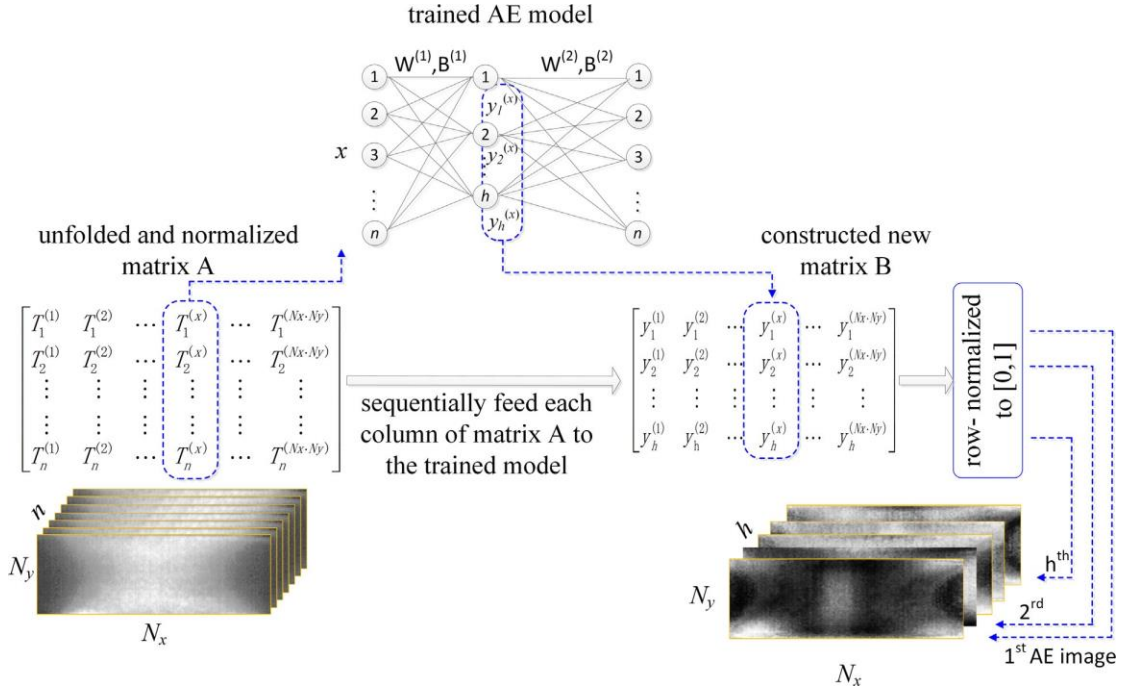 trained AE model
W^(1),B^(1) W^(2),B^(2)
1 1 1
y_1^(x)
2 2 2
x 3 y_2^(x) 3
⋮ ⋮ h ⋮
y_h^(x)
n n
unfolded and normalized
matrix A
constructed new
matrix B
T_1^(1) T_1^(2) ⋯ T_1^(x) ⋯ T_1^(Nx·Ny)
T_2^(1) T_2^(2) ⋯ T_2^(x) ⋯ T_2^(Nx·Ny)
⋮ ⋮ ⋮ ⋮ ⋮ ⋮
⋮ ⋮ ⋮ ⋮ ⋮ ⋮
T_n^(1) T_n^(2) ⋯ T_n^(x) ⋯ T_n^(Nx·Ny)
sequentially feed each
column of matrix A to
the trained model
y_1^(1) y_1^(2) ⋯ y_1^(x) ⋯ y_1^(Nx·Ny)
y_2^(1) y_2^(2) ⋯ y_2^(x) ⋯ y_2^(Nx·Ny)
⋮ ⋮ ⋮ ⋮ ⋮ ⋮
y_h^(1) y_h^(2) ⋯ y_h^(x) ⋯ y_h^(Nx·Ny)
row- normalized
to [0,1]
n
N_y
N_x
h
N_y
N_x
h^th
2^rd
1^st AE image